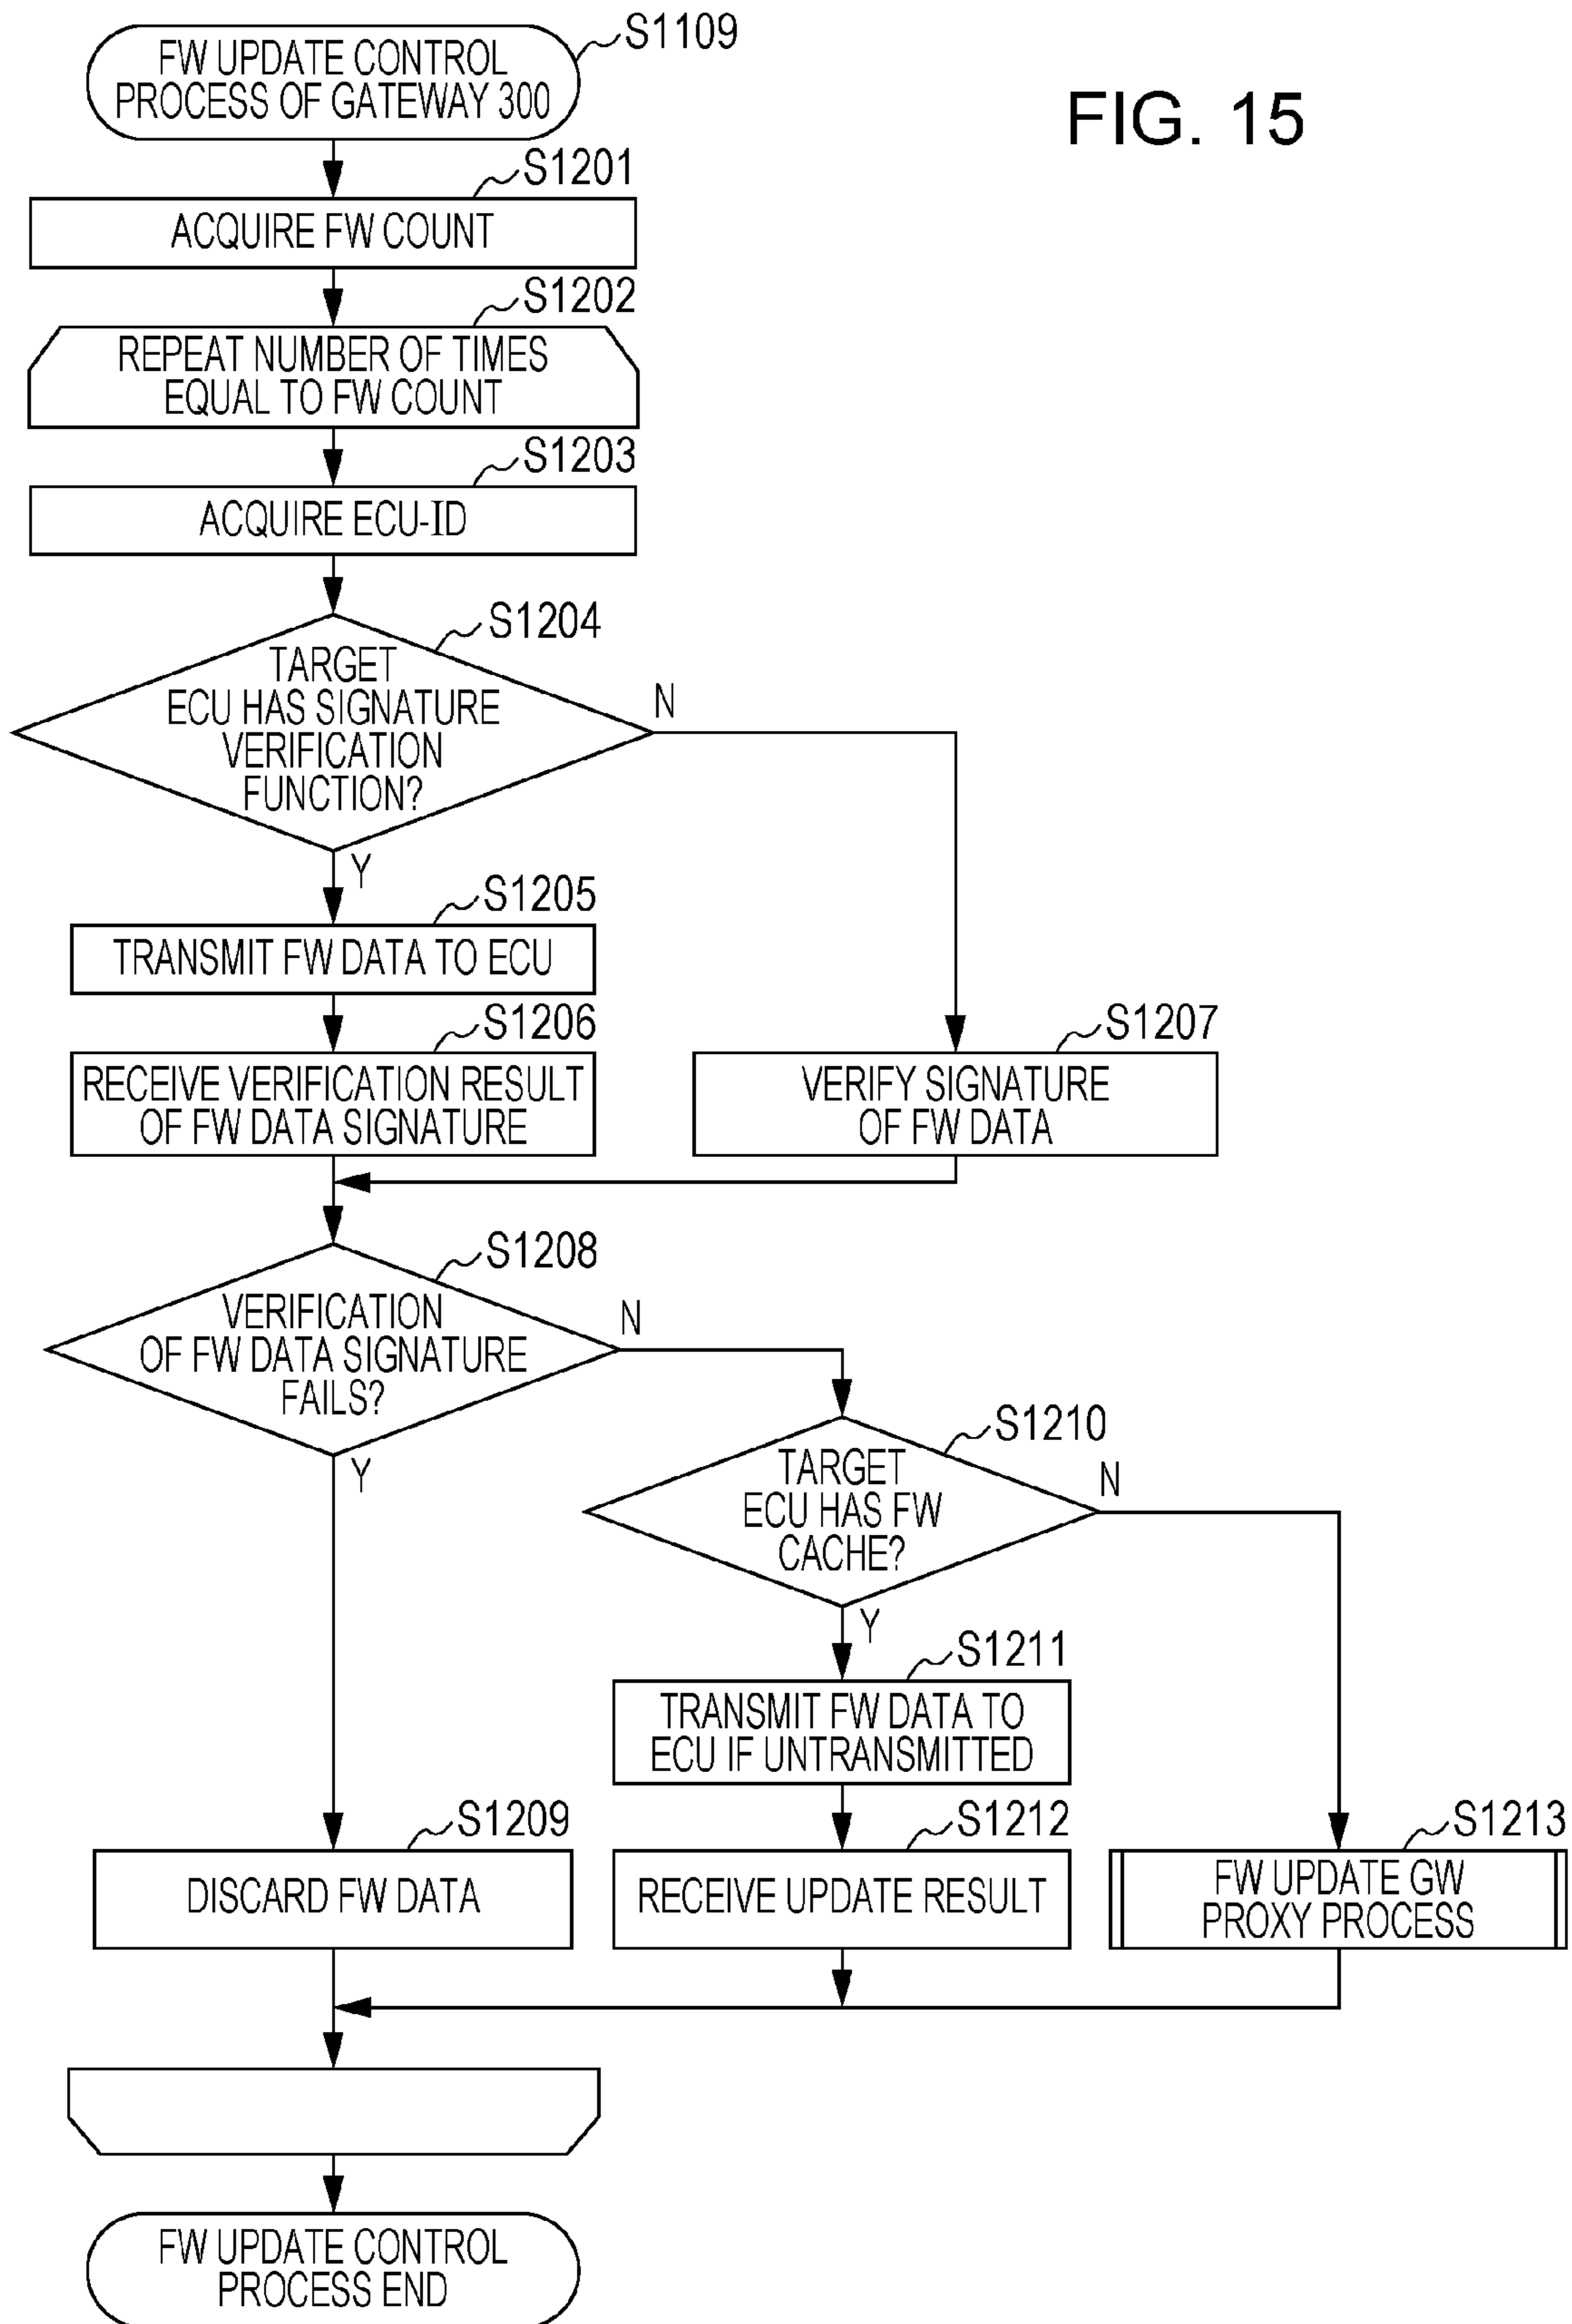 S1109
FW UPDATE CONTROL
PROCESS OF GATEWAY 300
FIG. 15
S1201
ACQUIRE FW COUNT
S1202
REPEAT NUMBER OF TIMES
EQUAL TO FW COUNT
S1203
ACQUIRE ECU-ID
S1204
TARGET
ECU HAS SIGNATURE
VERIFICATION
FUNCTION?
N
Y
S1205
TRANSMIT FW DATA TO ECU
S1206
RECEIVE VERIFICATION RESULT
OF FW DATA SIGNATURE
S1207
VERIFY SIGNATURE
OF FW DATA
S1208
VERIFICATION
OF FW DATA SIGNATURE
FAILS?
N
Y
S1210
TARGET
ECU HAS FW
CACHE?
N
Y
S1211
TRANSMIT FW DATA TO
ECU IF UNTRANSMITTED
S1209
DISCARD FW DATA
S1212
RECEIVE UPDATE RESULT
S1213
FW UPDATE GW
PROXY PROCESS
FW UPDATE CONTROL
PROCESS END